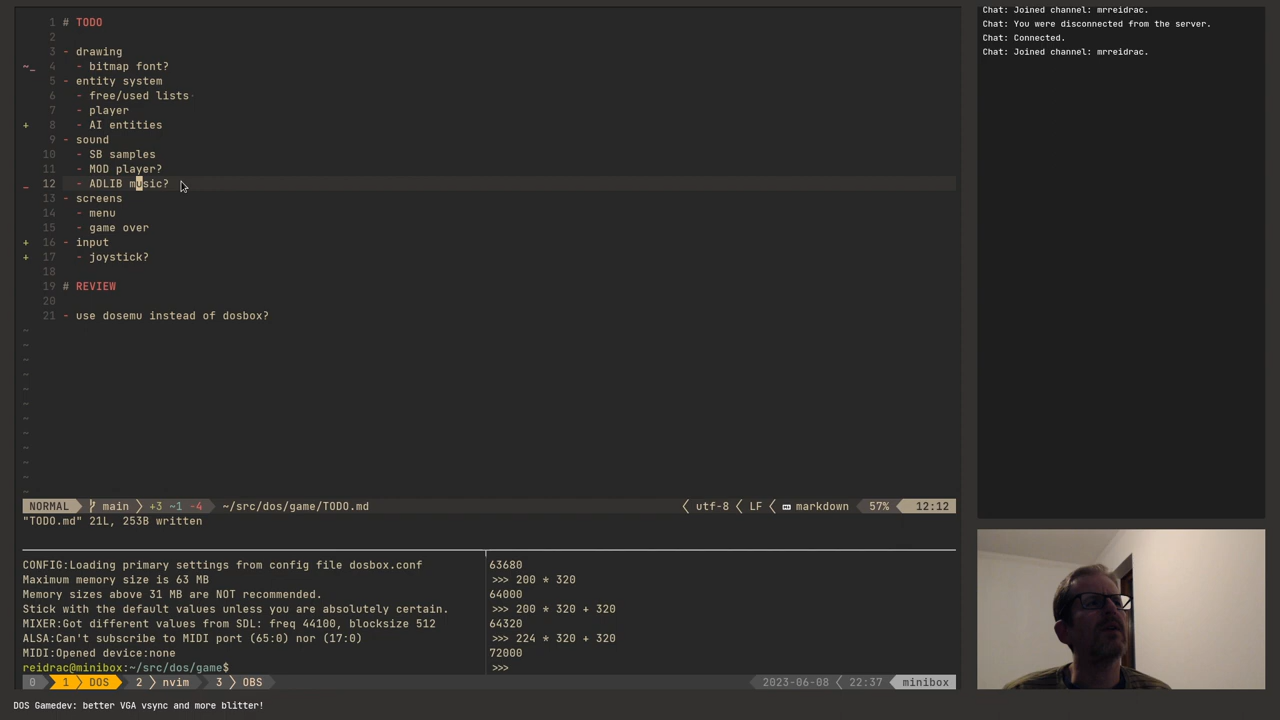 1 # TODO
2
3 - drawing
~_ 4 - bitmap font?
5 - entity system
6 - free/used lists·
7 - player
+ 8 - AI entities
9 - sound
10 - SB samples
11 - MOD player?
_ 12 - ADLIB music?
13 - screens
14 - menu
15 - game over
+ 16 - input
+ 17 - joystick?
18
19 # REVIEW
20
21 - use dosemu instead of dosbox?
~
~
~
~
~
~
~
~
~
~
~
~
NORMAL main +3 ~1 -4 ~/src/dos/game/TODO.md utf-8 LF markdown 57% 12:12
"TODO.md" 21L, 253B written
CONFIG:Loading primary settings from config file dosbox.conf
Maximum memory size is 63 MB
Memory sizes above 31 MB are NOT recommended.
Stick with the default values unless you are absolutely certain.
MIXER:Got different values from SDL: freq 44100, blocksize 512
ALSA:Can't subscribe to MIDI port (65:0) nor (17:0)
MIDI:Opened device:none
reidrac@minibox:~/src/dos/game$
63680
>>> 200 * 320
64000
>>> 200 * 320 + 320
64320
>>> 224 * 320 + 320
72000
>>>
0 1 DOS 2 nvim 3 OBS 2023-06-08 22:37 minibox
DOS Gamedev: better VGA vsync and more blitter!
Chat: Joined channel: mrreidrac.
Chat: You were disconnected from the server.
Chat: Connected.
Chat: Joined channel: mrreidrac.